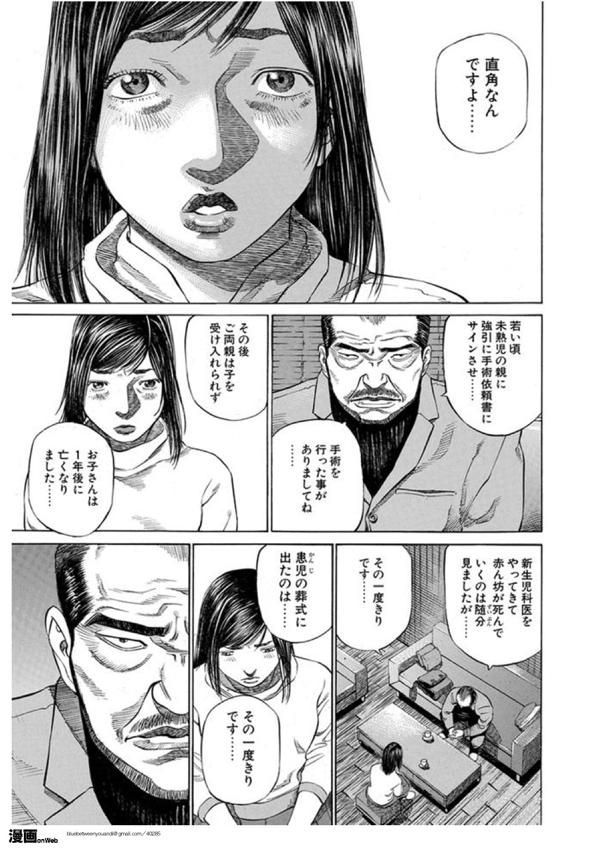 直角なん
ですよ……
若い頃
未熟児の親に
強引に手術依頼書に
サインさせ……
手術を
行った事が
ありましてね
……
その後
ご両親は子を
受け入れられず
お子さんは
1年後に
亡くなり
ました……
新生児科医を
やってきて
赤ん坊が死んで
いくのは随分
見ましたが……
その一度きり
です……
患児の葬式に
出たのは……
その一度きり
です……
漫画 on Web
bluebetweenyouandi@gmail.com/40285